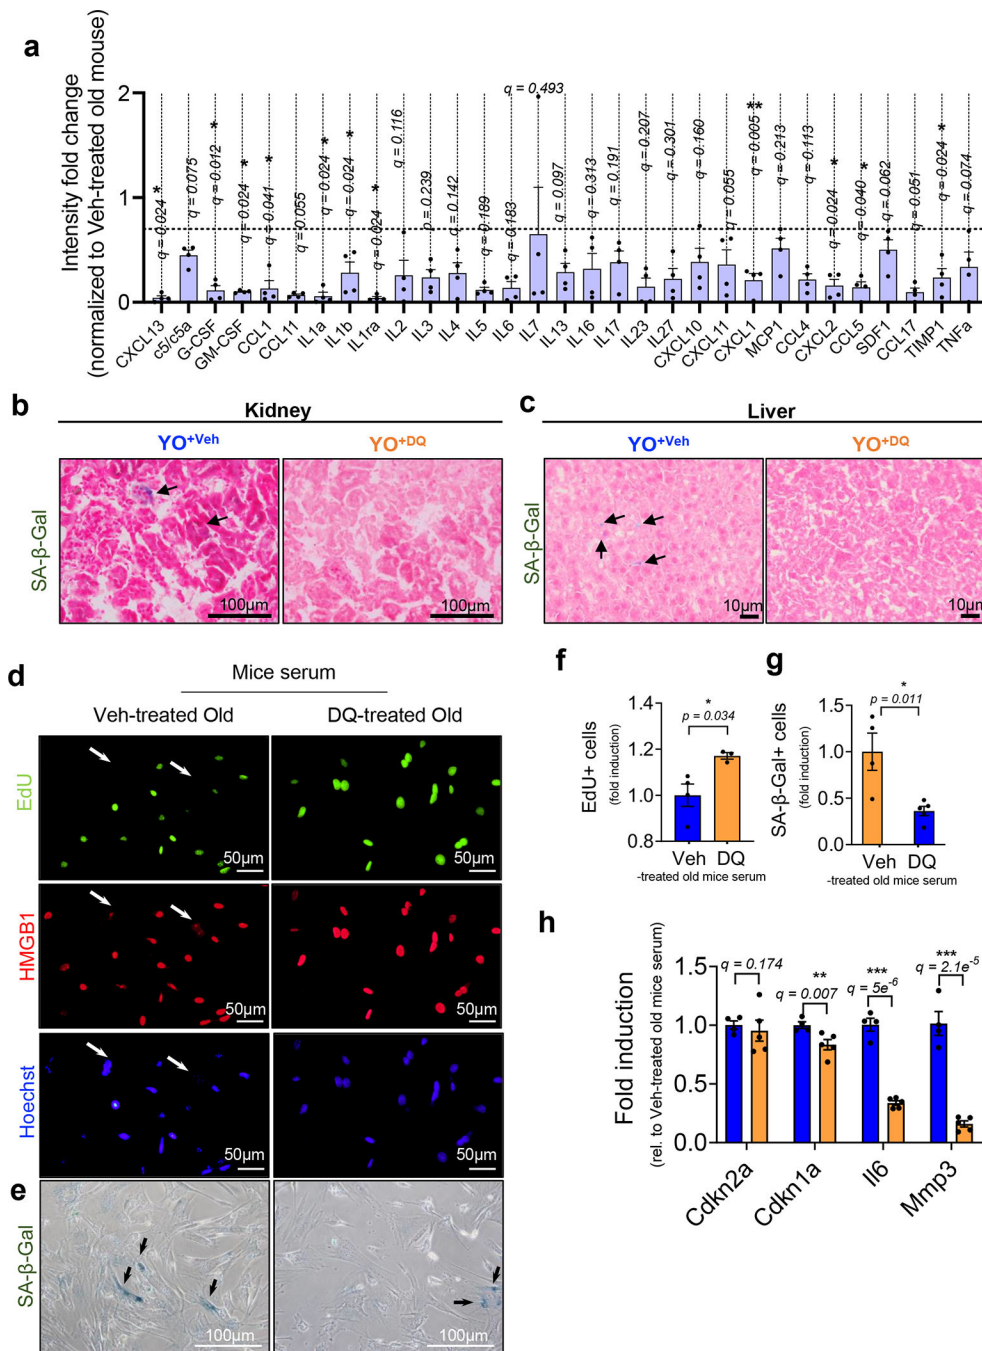 a
Intensity fold change
(normalized to Veh-treated old mouse)
2
1
0
q = 0.024 *
q = 0.075
q = 0.012 *
q = 0.024 *
q = 0.041 *
q = 0.055
q = 0.024 *
q = 0.024 *
q = 0.024 *
q = 0.116
p = 0.239
q = 0.142
q = 0.189
q = 0.183
q = 0.493
q = 0.097
q = 0.313
q = 0.191
q = 0.207
q = 0.301
q = 0.160
q = 0.055
q = 0.005 **
q = 0.213
q = 0.113
q = 0.024 *
q = 0.040 *
q = 0.062
q = 0.051
q = 0.024 *
q = 0.074
CXCL13
c5/c5a
G-CSF
GM-CSF
CCL1
CCL11
IL1a
IL1b
IL1ra
IL2
IL3
IL4
IL5
IL6
IL7
IL13
IL16
IL17
IL23
IL27
CXCL10
CXCL11
CXCL1
MCP1
CCL4
CXCL2
CCL5
SDF1
CCL17
TIMP1
TNFa
b
Kidney
YO+Veh
YO+DQ
SA-β-Gal
100µm
100µm
c
Liver
YO+Veh
YO+DQ
SA-β-Gal
10µm
10µm
d
Mice serum
Veh-treated Old
DQ-treated Old
EdU
50µm
50µm
HMGB1
50µm
50µm
Hoechst
50µm
50µm
e
SA-β-Gal
100µm
100µm
f
EdU+ cells
(fold induction)
1.4
1.2
1.0
0.8
*
p = 0.034
Veh DQ
-treated old mice serum
g
SA-β-Gal+ cells
(fold induction)
1.5
1.0
0.5
0.0
*
p = 0.011
Veh DQ
-treated old mice serum
h
Fold induction
(rel. to Veh-treated old mice serum)
1.5
1.0
0.5
0.0
q = 0.174
**
q = 0.007
***
q = 5e-6
***
q = 2.1e-5
Cdkn2a
Cdkn1a
Il6
Mmp3